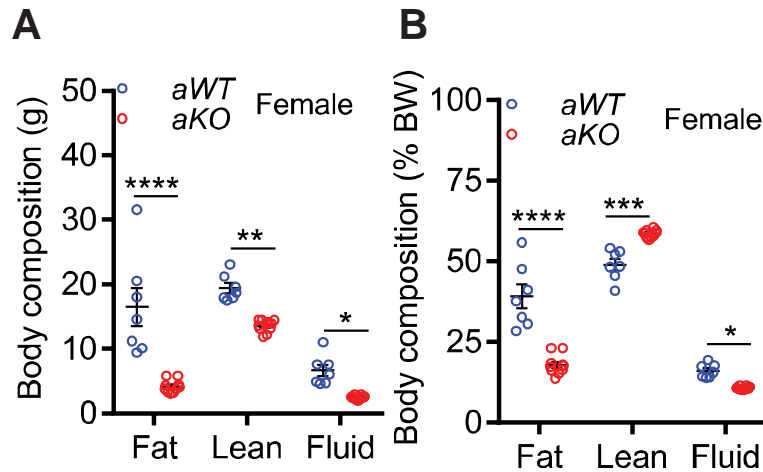 A
Body composition (g)
50
40
30
20
10
0
aWT
aKO
Female
****
**
*
Fat
Lean
Fluid
B
Body composition (% BW)
100
75
50
25
0
aWT
aKO
Female
****
***
*
Fat
Lean
Fluid